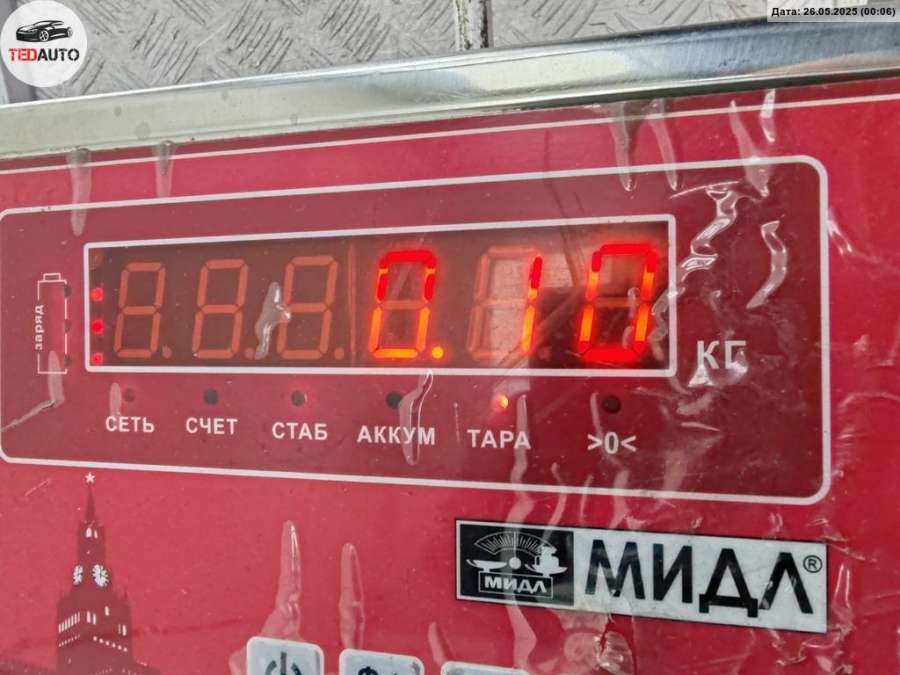 Дата: 26.05.2025 (00:06)
TEDAUTO
0.10
заряд
КГ
СЕТЬ СЧЕТ СТАБ АККУМ ТАРА >0<
МИДЛ МИДЛ®